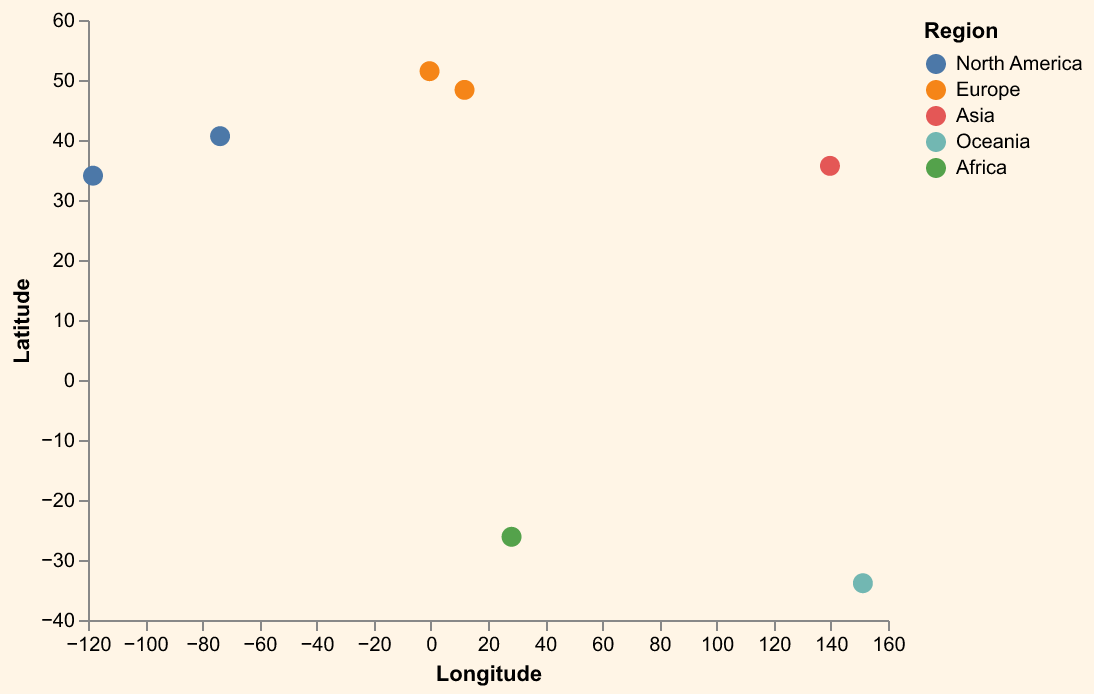 60
50
40
30
20
10
0
−10
−20
−30
−40
−120 −100 −80 −60 −40 −20 0 20 40 60 80 100 120 140 160
Latitude
Longitude
Region
North America
Europe
Asia
Oceania
Africa